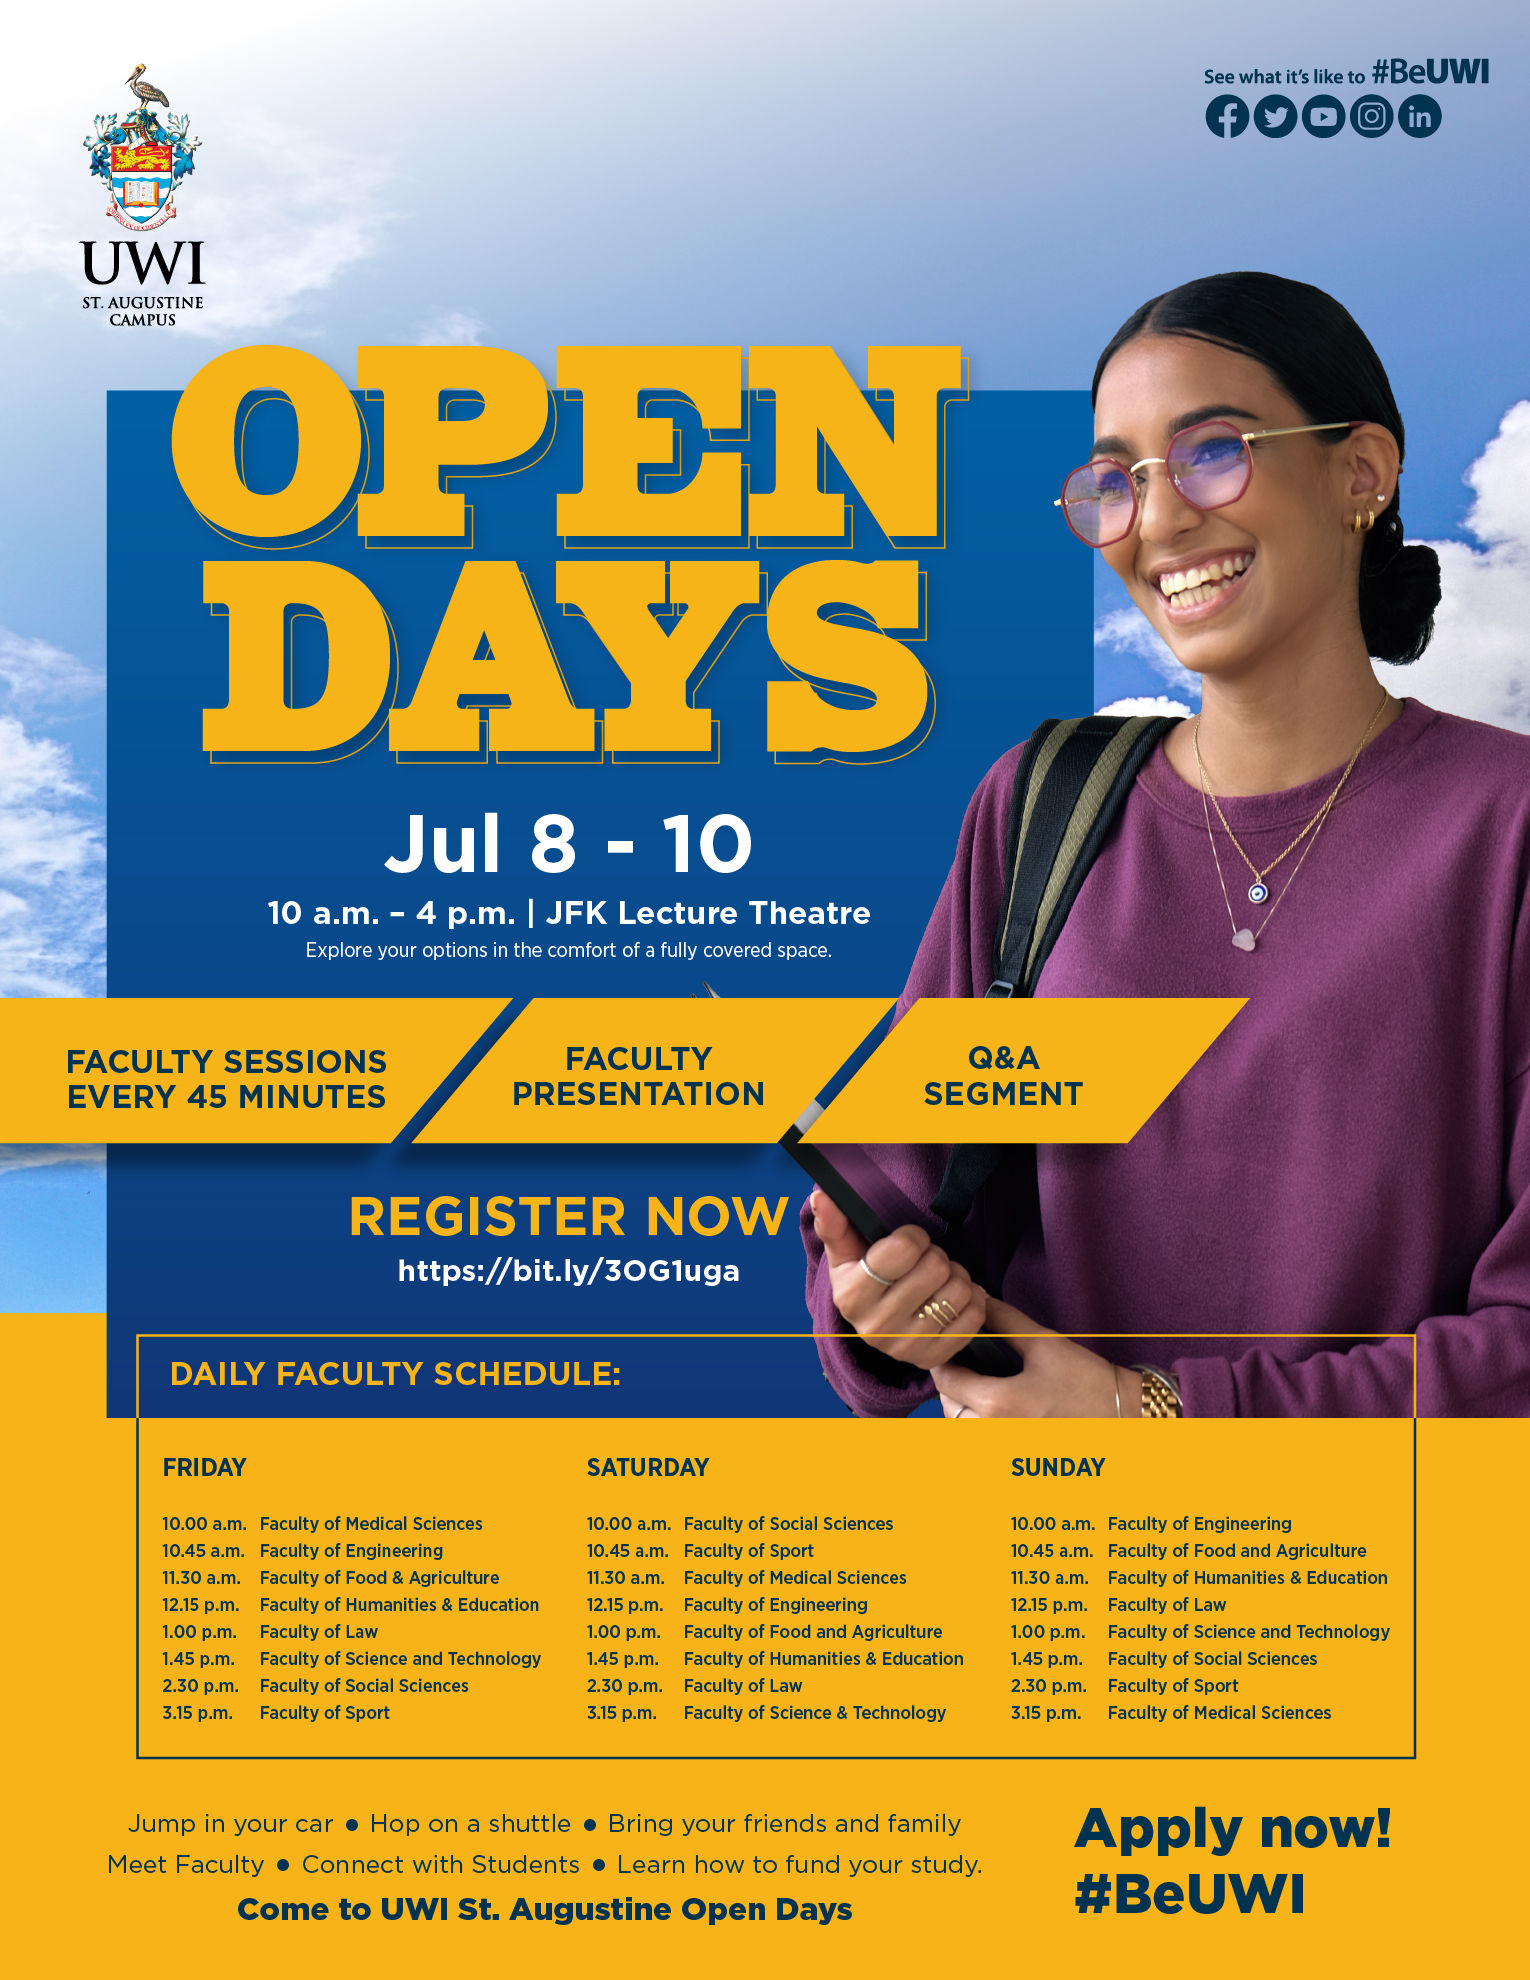 See what it's like to #BeUWI
UWI
ST. AUGUSTINE
CAMPUS
OPEN
DAYS
Jul 8 - 10
10 a.m. – 4 p.m. | JFK Lecture Theatre
Explore your options in the comfort of a fully covered space.
FACULTY SESSIONS
EVERY 45 MINUTES
FACULTY
PRESENTATION
Q&A
SEGMENT
REGISTER NOW
https://bit.ly/3OG1uga
DAILY FACULTY SCHEDULE:
FRIDAY
10.00 a.m. Faculty of Medical Sciences
10.45 a.m. Faculty of Engineering
11.30 a.m. Faculty of Food & Agriculture
12.15 p.m. Faculty of Humanities & Education
1.00 p.m. Faculty of Law
1.45 p.m. Faculty of Science and Technology
2.30 p.m. Faculty of Social Sciences
3.15 p.m. Faculty of Sport
SATURDAY
10.00 a.m. Faculty of Social Sciences
10.45 a.m. Faculty of Sport
11.30 a.m. Faculty of Medical Sciences
12.15 p.m. Faculty of Engineering
1.00 p.m. Faculty of Food and Agriculture
1.45 p.m. Faculty of Humanities & Education
2.30 p.m. Faculty of Law
3.15 p.m. Faculty of Science & Technology
SUNDAY
10.00 a.m. Faculty of Engineering
10.45 a.m. Faculty of Food and Agriculture
11.30 a.m. Faculty of Humanities & Education
12.15 p.m. Faculty of Law
1.00 p.m. Faculty of Science and Technology
1.45 p.m. Faculty of Social Sciences
2.30 p.m. Faculty of Sport
3.15 p.m. Faculty of Medical Sciences
Jump in your car ● Hop on a shuttle ● Bring your friends and family
Meet Faculty ● Connect with Students ● Learn how to fund your study.
Come to UWI St. Augustine Open Days
Apply now!
#BeUWI